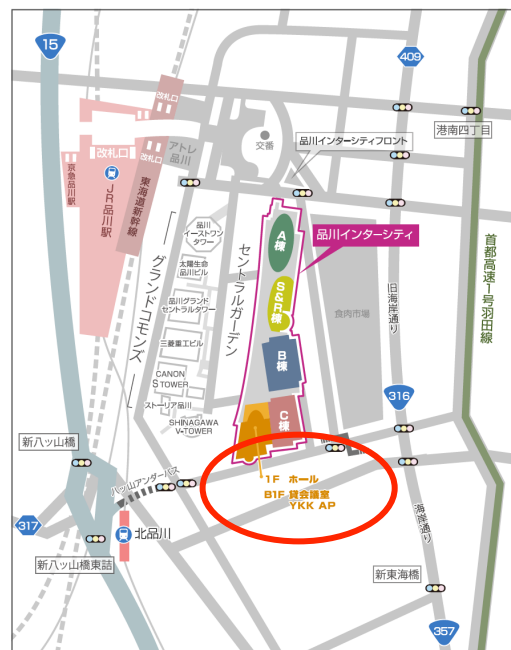 15
409
改札口
港南四丁目
アトレ
品川
交番
品川インターシティフロント
改札口
改札口
京急品川駅
JR品川駅
東海道新幹線
品川
イーストワン
タワー
A棟
品川インターシティ
太陽生命
品川ビル
セントラルガーデン
グランドコモンズ
品川グランド
セントラルタワー
S&R棟
食肉市場
旧海岸通り
首都高速1号羽田線
三菱重工ビル
B棟
CANON
S TOWER
316
ストーリア品川
C棟
SHINAGAWA
V-TOWER
新八ッ山橋
八ッ山アンダーパス
1F ホール
B1F 貸会議室
YKK AP
317
北品川
海岸通り
新八ッ山橋東詰
新東海橋
357